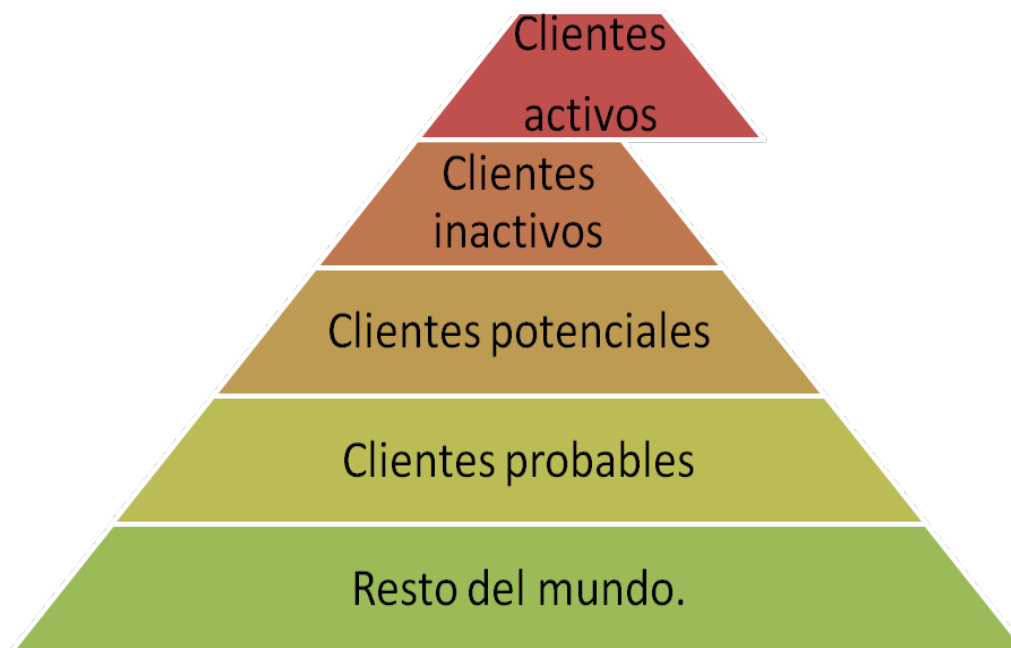 Clientes
activos
Clientes
inactivos
Clientes potenciales
Clientes probables
Resto del mundo.